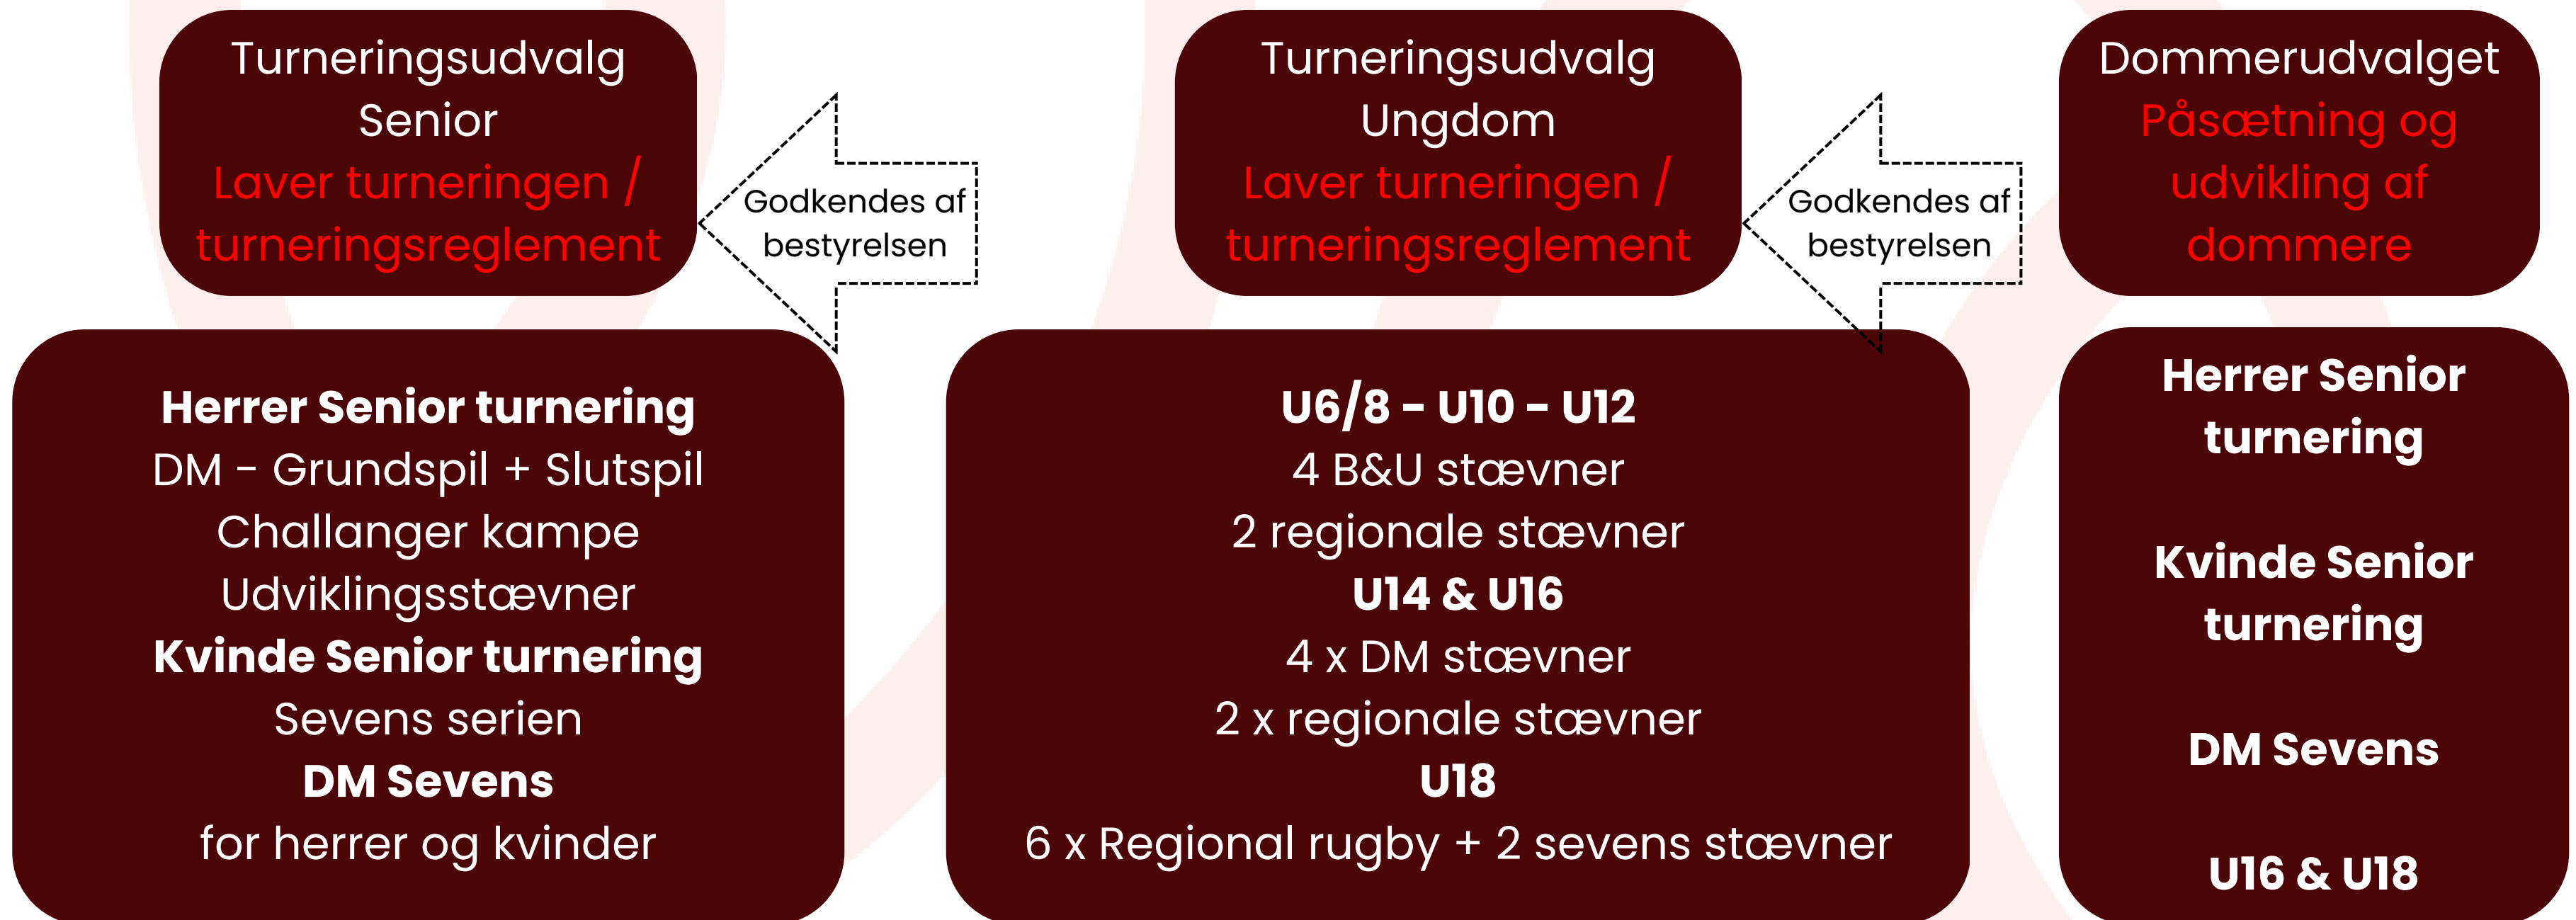 Turneringsudvalg
Senior
Laver turneringen /
turneringsreglement
Godkendes af
bestyrelsen
Turneringsudvalg
Ungdom
Laver turneringen /
turneringsreglement
Godkendes af
bestyrelsen
Dommerudvalget
Påsætning og
udvikling af
dommere
Herrer Senior turnering
DM - Grundspil + Slutspil
Challanger kampe
Udviklingsstævner
Kvinde Senior turnering
Sevens serien
DM Sevens
for herrer og kvinder
U6/8 - U10 - U12
4 B&U stævner
2 regionale stævner
U14 & U16
4 x DM stævner
2 x regionale stævner
U18
6 x Regional rugby + 2 sevens stævner
Herrer Senior
turnering
Kvinde Senior
turnering
DM Sevens
U16 & U18